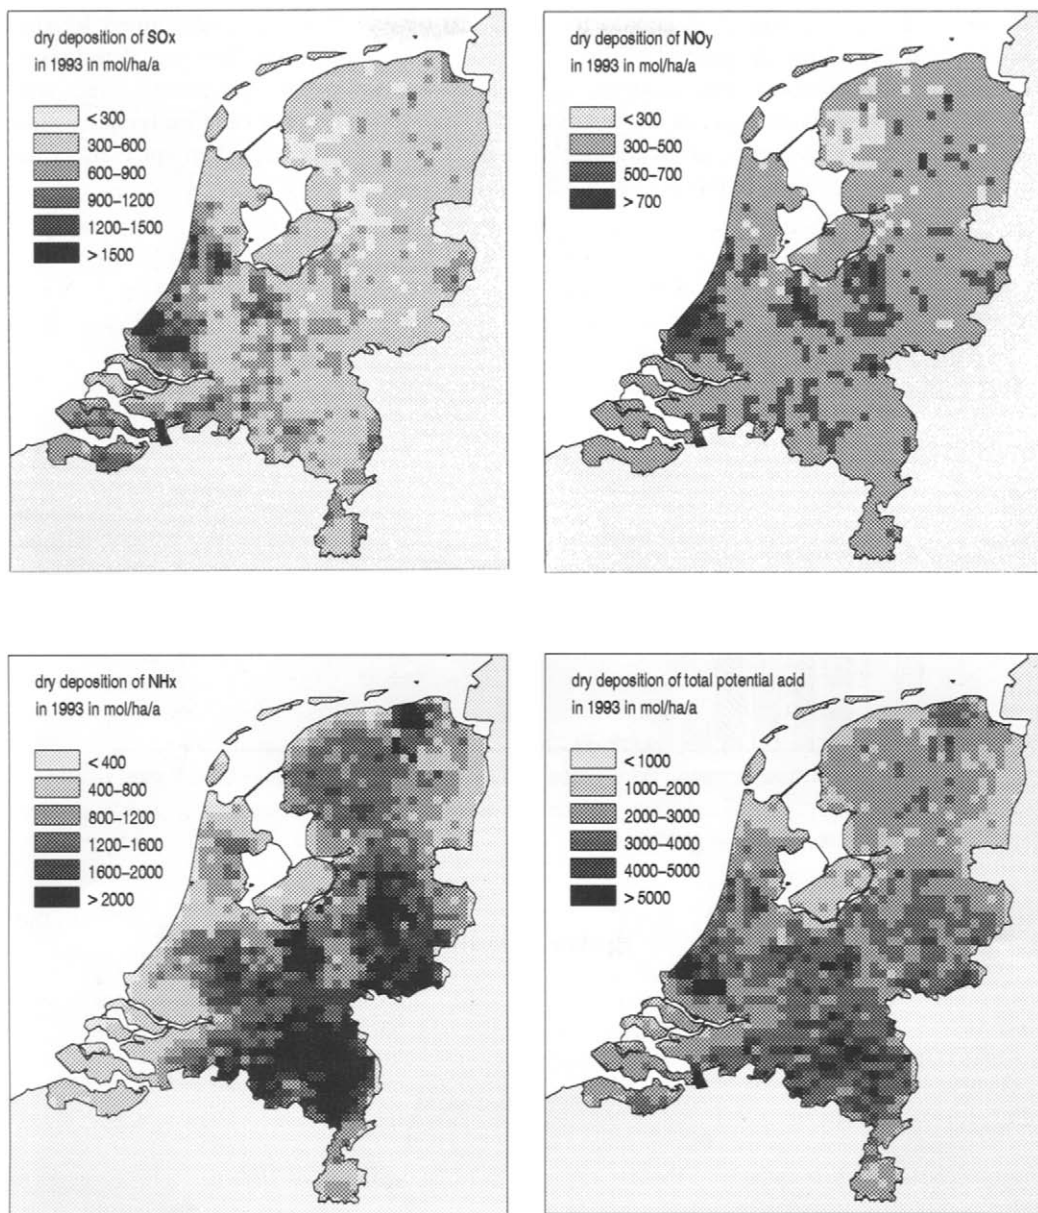 dry deposition of SOx
in 1993 in mol/ha/a
< 300
300–600
600–900
900–1200
1200–1500
> 1500
dry deposition of NOy
in 1993 in mol/ha/a
< 300
300–500
500–700
> 700
dry deposition of NHx
in 1993 in mol/ha/a
< 400
400–800
800–1200
1200–1600
1600–2000
> 2000
dry deposition of total potential acid
in 1993 in mol/ha/a
< 1000
1000–2000
2000–3000
3000–4000
4000–5000
> 5000